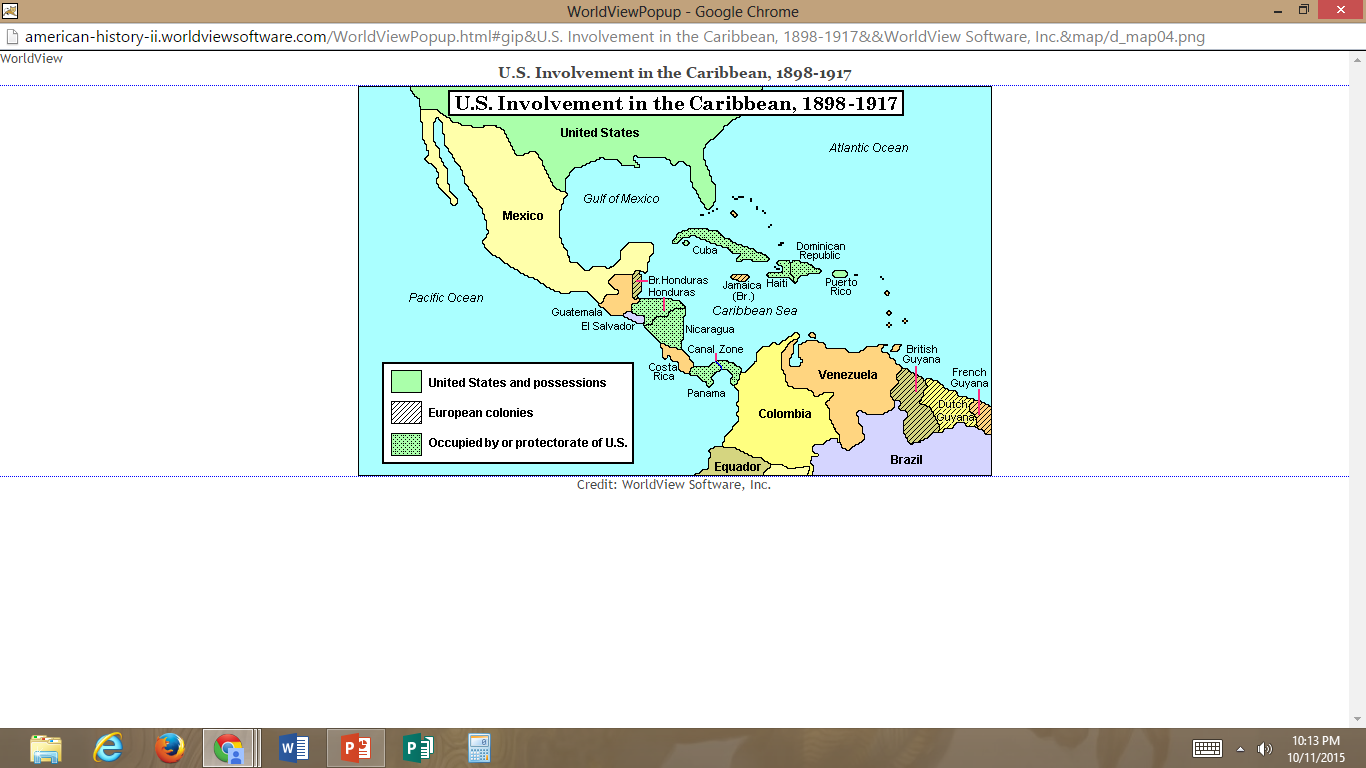 WorldViewPopup - Google Chrome
american-history-ii.worldviewsoftware.com/WorldViewPopup.html#gip&U.S. Involvement in the Caribbean, 1898-1917&&WorldView Software, Inc.&map/d_map04.png
WorldView
U.S. Involvement in the Caribbean, 1898-1917
U.S. Involvement in the Caribbean, 1898-1917
United States
Atlantic Ocean
Gulf of Mexico
Mexico
Cuba
Dominican
Republic
Br.Honduras
Honduras
Jamaica
(Br.)
Haiti
Puerto
Rico
Pacific Ocean
Caribbean Sea
Guatemala
El Salvador
Nicaragua
Canal Zone
British
Guyana
Costa
Rica
Panama
Venezuela
French
Guyana
Dutch
Guyana
Colombia
Brazil
Equador
United States and possessions
European colonies
Occupied by or protectorate of U.S.
Credit: WorldView Software, Inc.
10:13 PM
10/11/2015